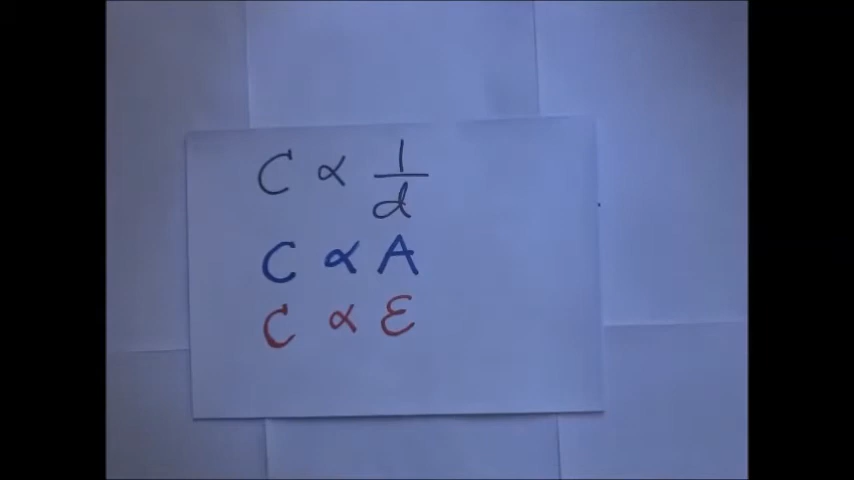 C ∝ 1/d
C ∝ A
C ∝ ε